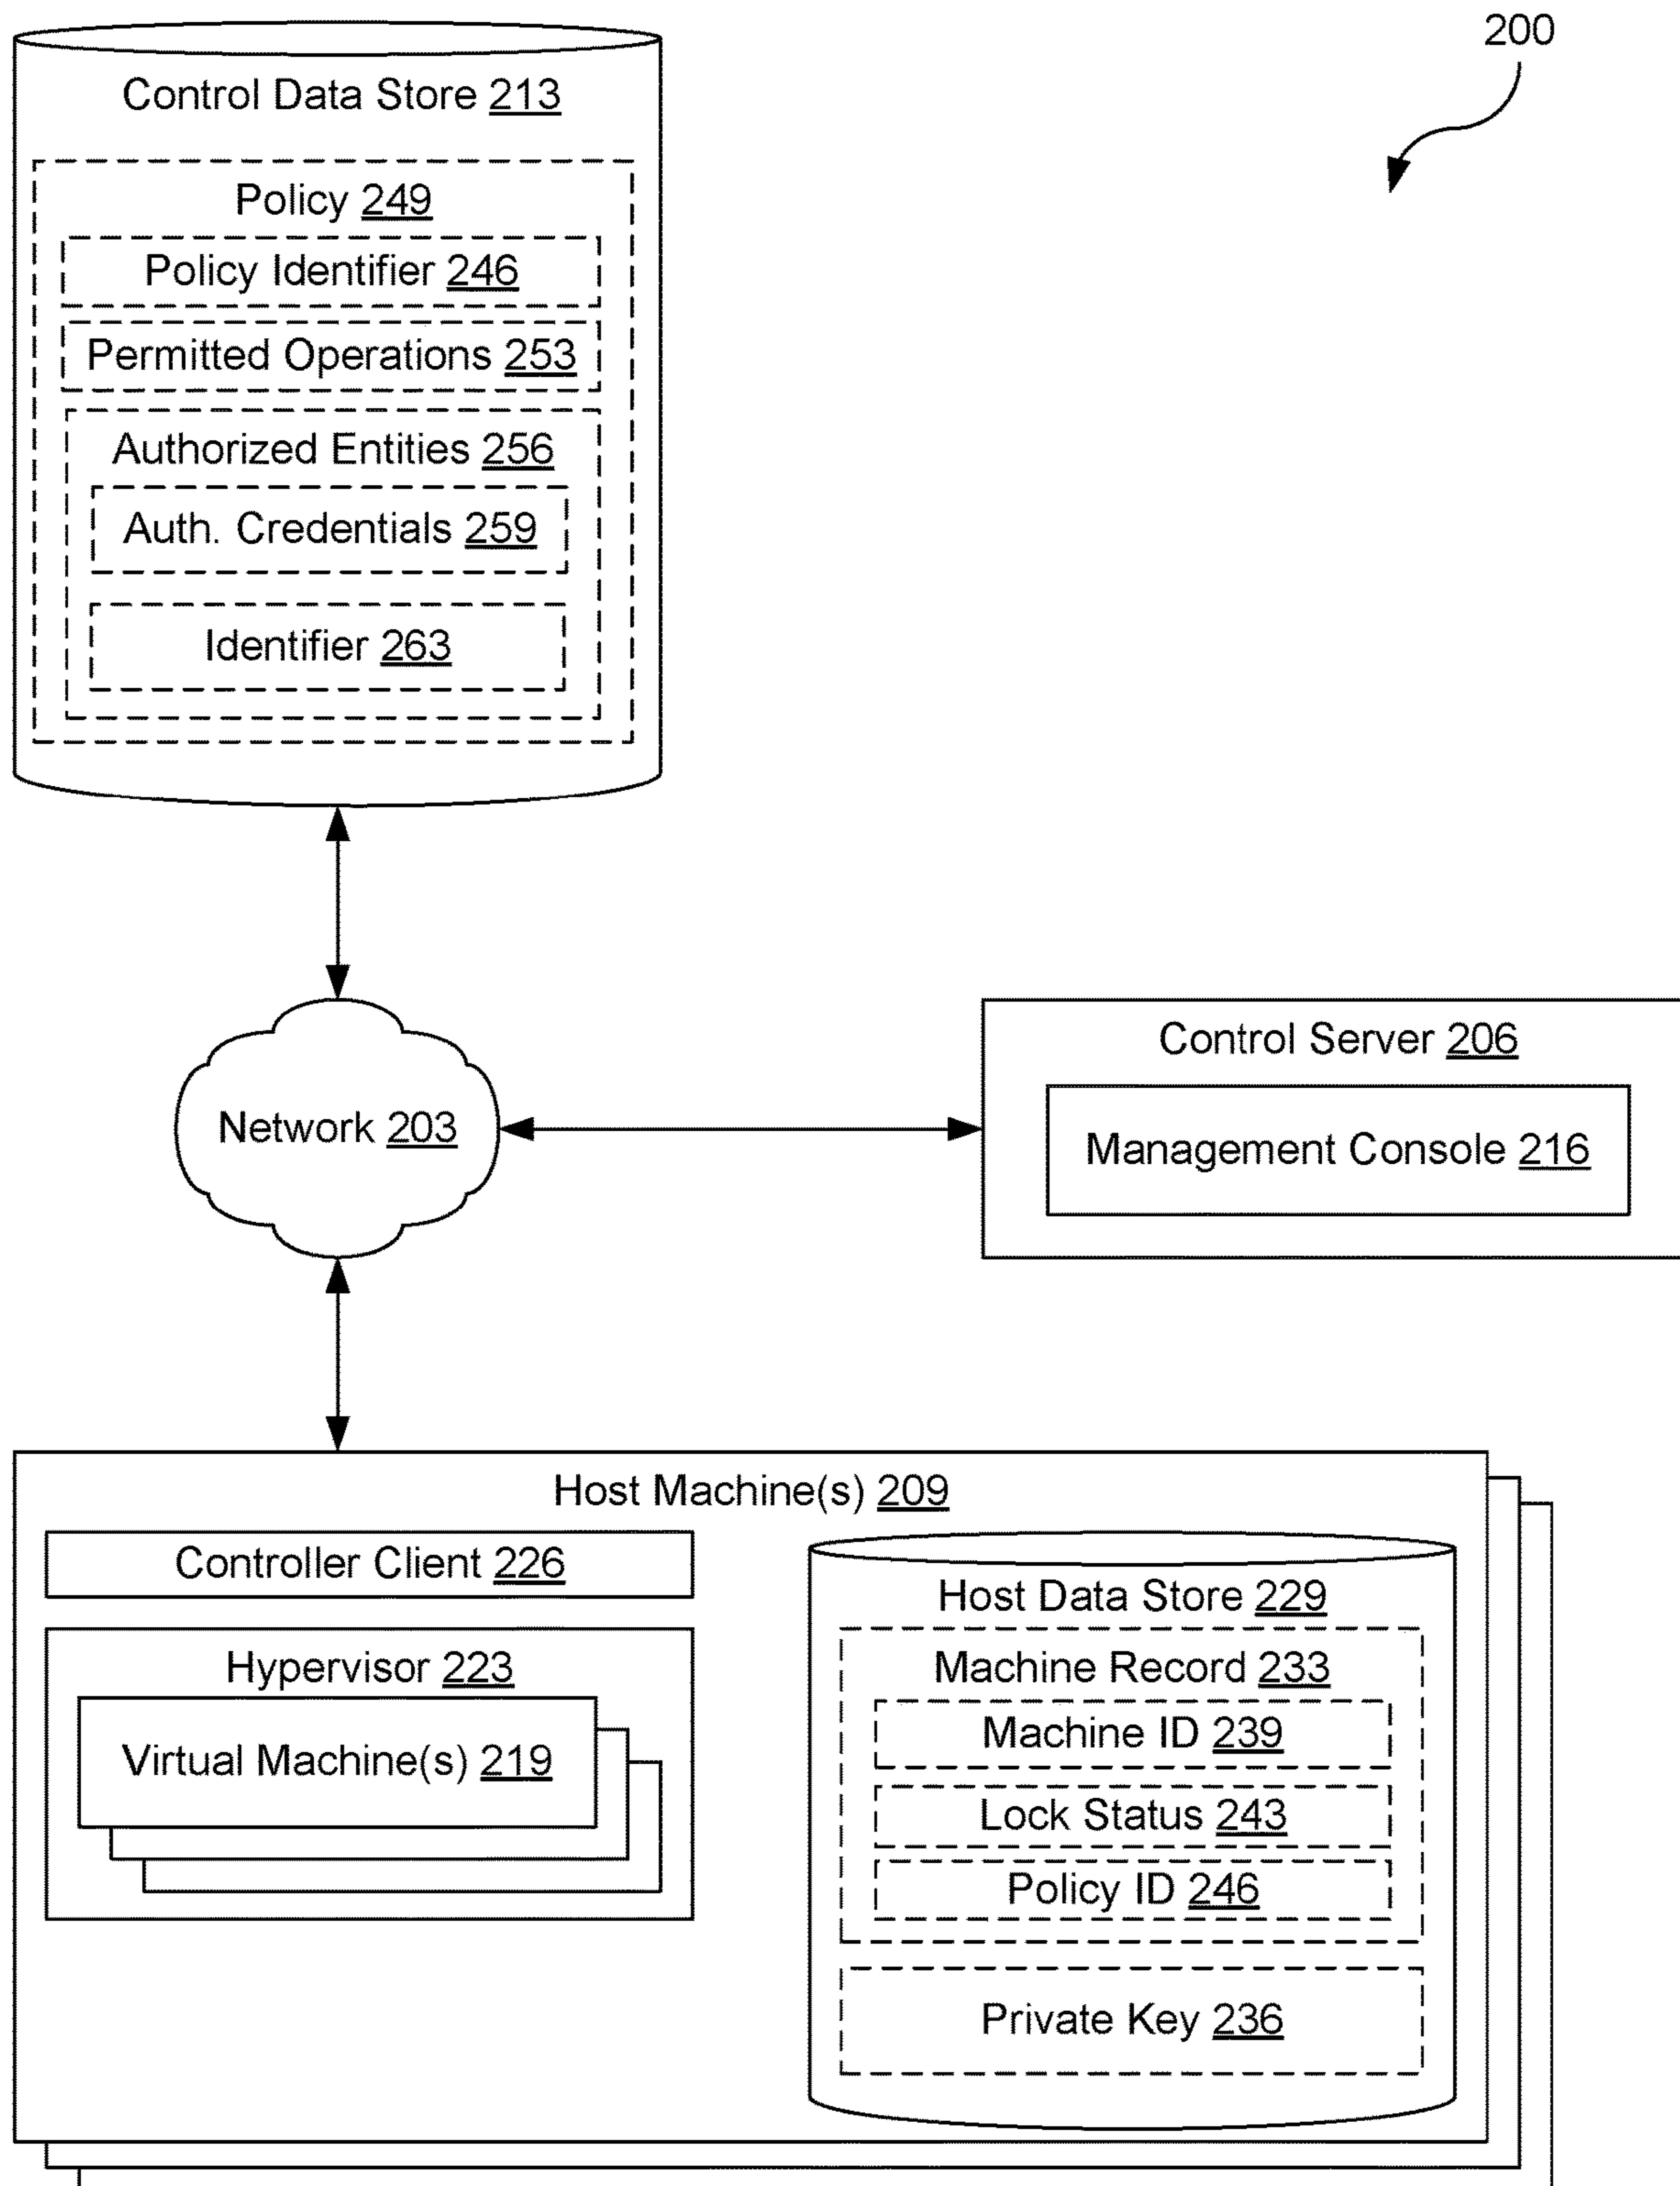 200
Control Data Store 213
Policy 249
Policy Identifier 246
Permitted Operations 253
Authorized Entities 256
Auth. Credentials 259
Identifier 263
Network 203
Control Server 206
Management Console 216
Host Machine(s) 209
Controller Client 226
Hypervisor 223
Virtual Machine(s) 219
Host Data Store 229
Machine Record 233
Machine ID 239
Lock Status 243
Policy ID 246
Private Key 236